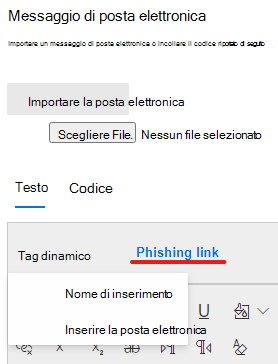 Messaggio di posta elettronica
Importare un messaggio di posta elettronica o incollare il codice riportato di seguito
Importare la posta elettronica
Scegliere File. Nessun file selezionato
Testo Codice
Tag dinamico Phishing link
Nome di inserimento
Inserire la posta elettronica